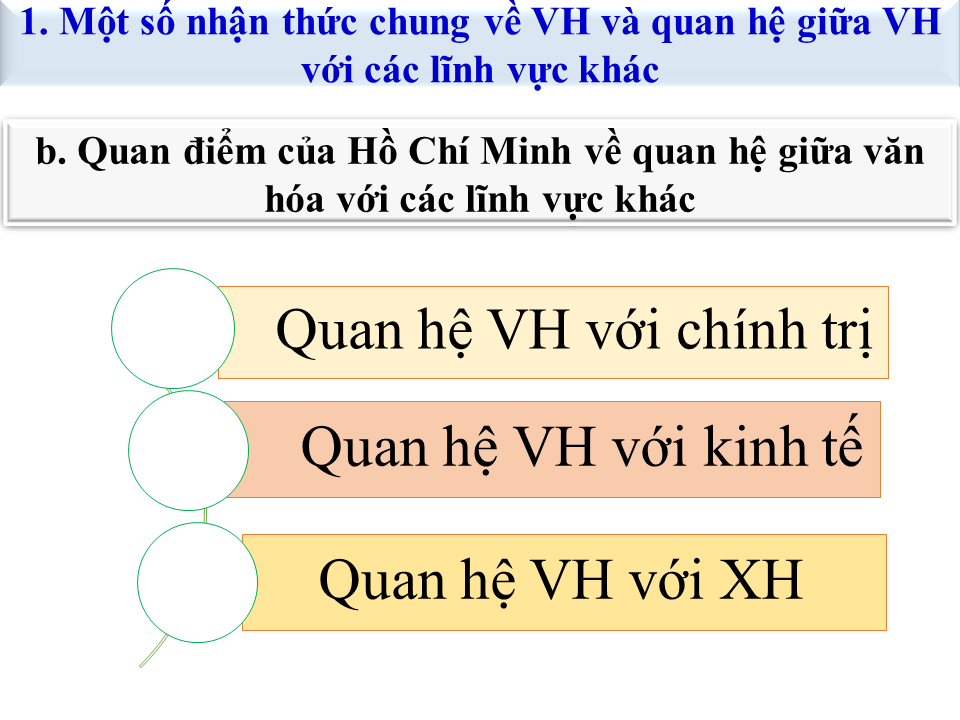 1. Một số nhận thức chung về VH và quan hệ giữa VH
với các lĩnh vực khác
b. Quan điểm của Hồ Chí Minh về quan hệ giữa văn
hóa với các lĩnh vực khác
Quan hệ VH với chính trị
Quan hệ VH với kinh tế
Quan hệ VH với XH